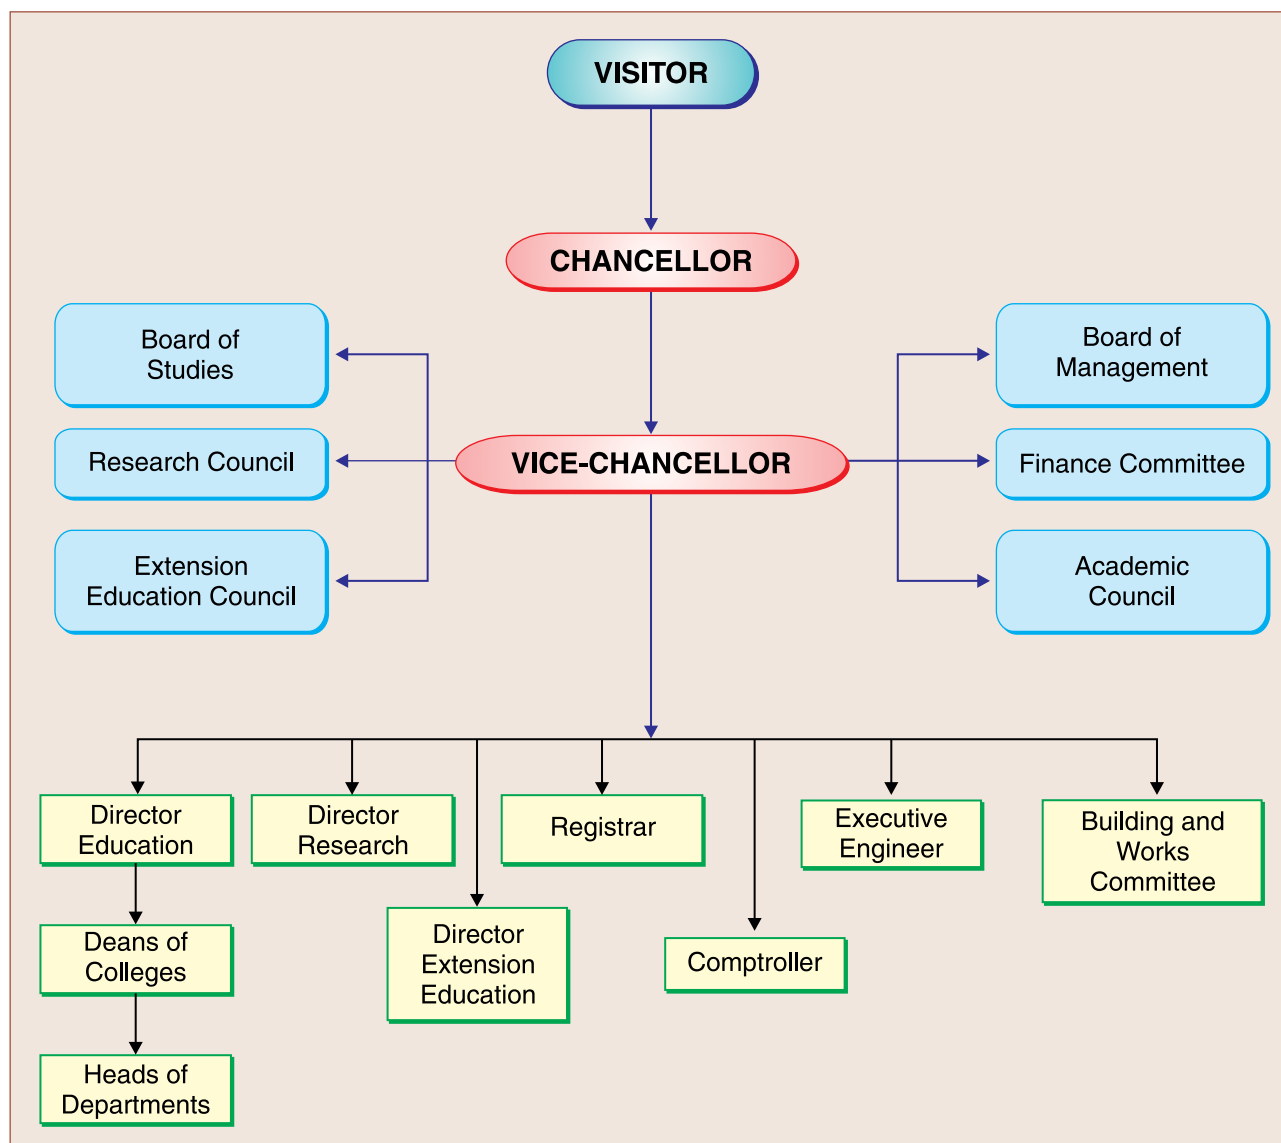 VISITOR
CHANCELLOR
Board of
Studies
Board of
Management
Research Council
VICE-CHANCELLOR
Finance Committee
Extension
Education Council
Academic
Council
Director
Education
Director
Research
Registrar
Executive
Engineer
Building and
Works
Committee
Deans of
Colleges
Director
Extension
Education
Comptroller
Heads of
Departments